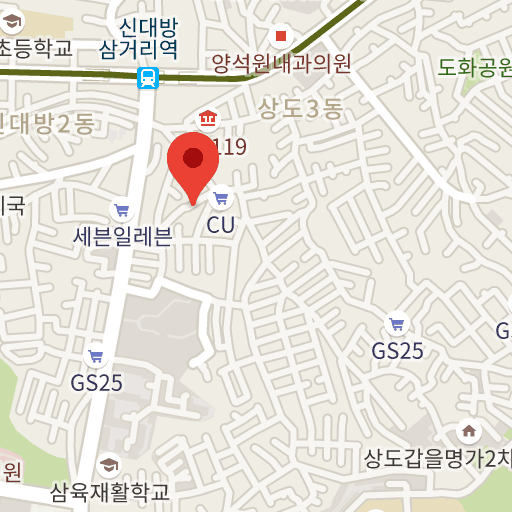 신대방
삼거리역
초등학교
양석원내과의원
도화공원
상도3동
신대방2동
119
CU
세븐일레븐
GS25
GS25
상도갑을명가2차
원
삼육재활학교